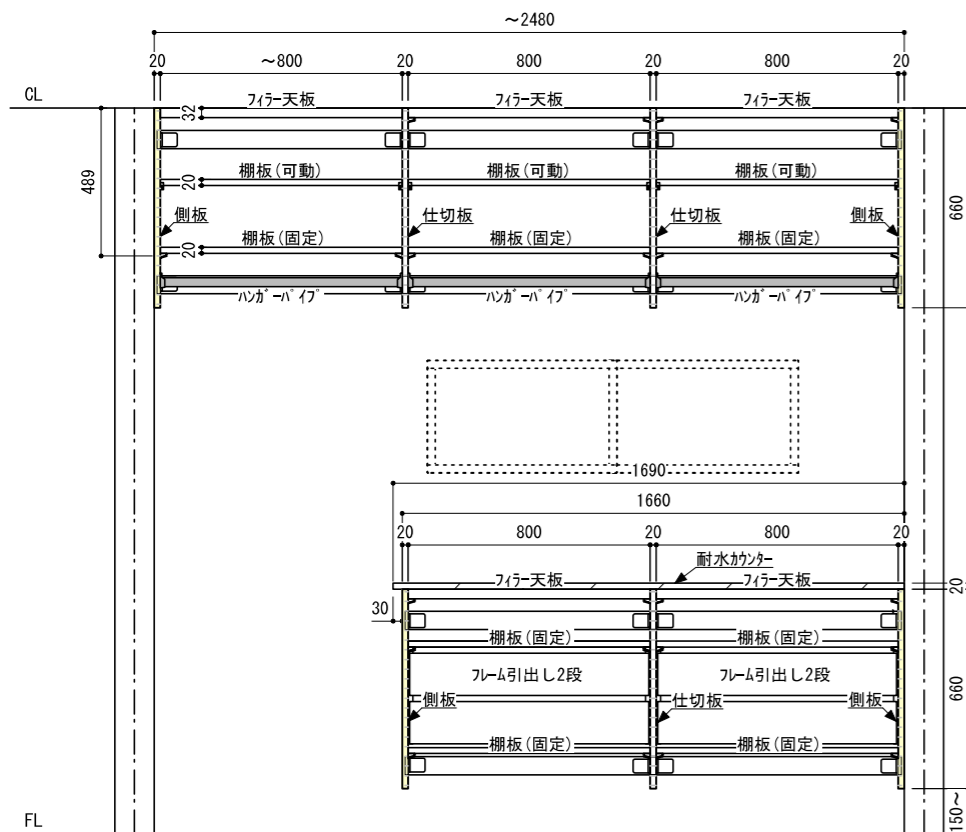 ~2480
20 ~800 20 800 20 800 20
CL
フィラー天板 フィラー天板 フィラー天板
32
489
棚板(可動) 棚板(可動) 棚板(可動)
20
660
側板 仕切板 仕切板 側板
棚板(固定) 棚板(固定) 棚板(固定)
20
ハンガーパイプ ハンガーパイプ ハンガーパイプ
1690
1660
20 800 20 800 20
耐水カウンター
フィラー天板 フィラー天板
20
30
棚板(固定) 棚板(固定)
フレーム引出し2段 フレーム引出し2段
660
側板 仕切板 側板
棚板(固定) 棚板(固定)
FL
150~